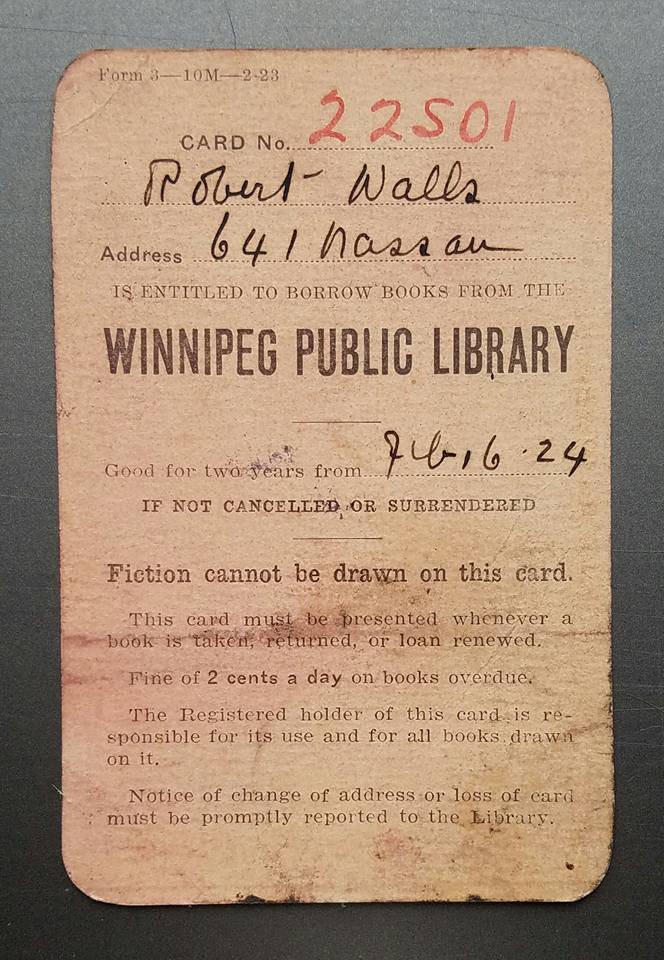 Form 3—10M—2-23
CARD No. 22501
Robert Walls
Address 641 Nassau
IS ENTITLED TO BORROW BOOKS FROM THE
WINNIPEG PUBLIC LIBRARY
Good for two years from Feb 16 · 24
IF NOT CANCELLED OR SURRENDERED
Fiction cannot be drawn on this card.
This card must be presented whenever a
book is taken, returned, or loan renewed.
Fine of 2 cents a day on books overdue.
The Registered holder of this card is re-
sponsible for its use and for all books drawn
on it.
Notice of change of address or loss of card
must be promptly reported to the Library.